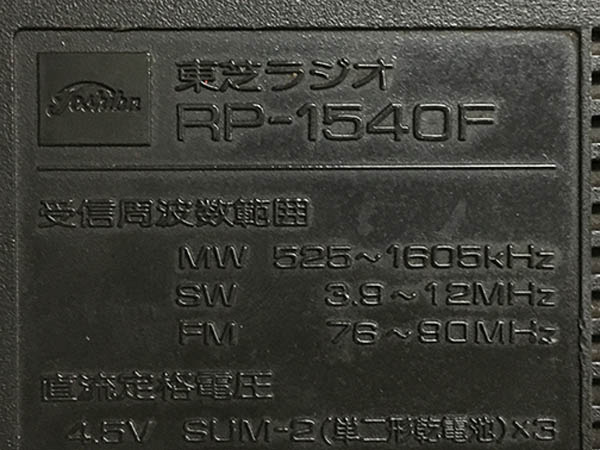 Toshiba
東芝ラジオ
RP-1540F
受信周波数範囲
MW 525~1605kHz
SW 3.9~12MHz
FM 76~90MHz
直流定格電圧
4.5V SUM-2(単二形乾電池)×3